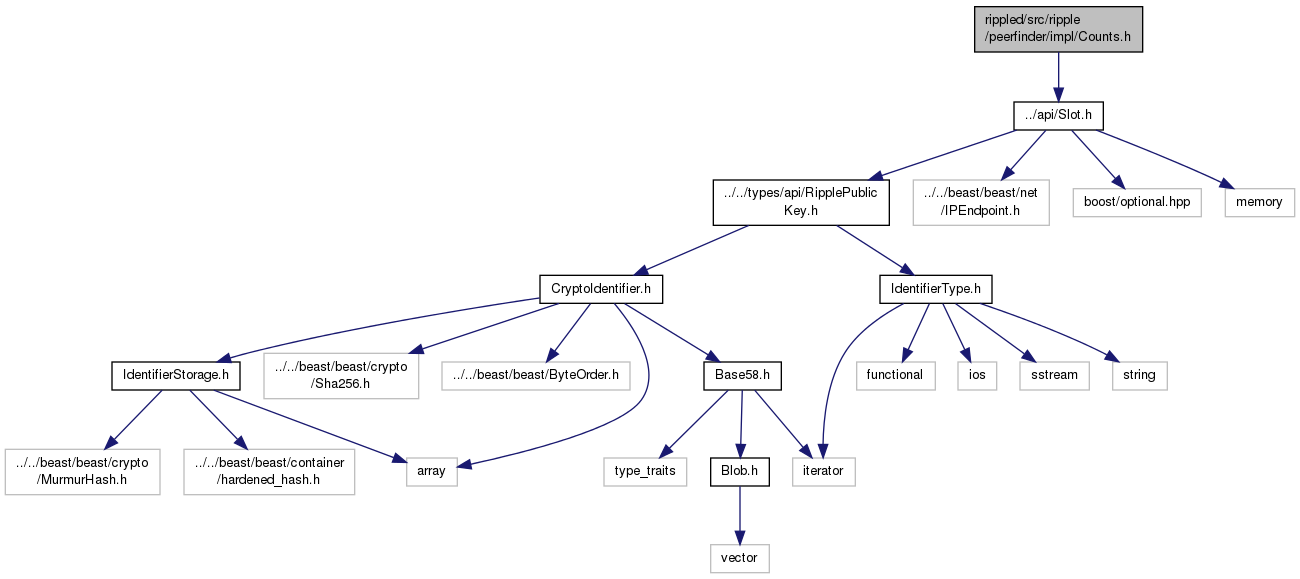 rippled/src/ripple
/peerfinder/impl/Counts.h
../api/Slot.h
../../types/api/RipplePublic
Key.h
../../beast/beast/net
/IPEndpoint.h
boost/optional.hpp
memory
CryptoIdentifier.h
IdentifierType.h
IdentifierStorage.h
../../beast/beast/crypto
/Sha256.h
../../beast/beast/ByteOrder.h
Base58.h
functional
ios
sstream
string
../../beast/beast/crypto
/MurmurHash.h
../../beast/beast/container
/hardened_hash.h
array
type_traits
Blob.h
iterator
vector